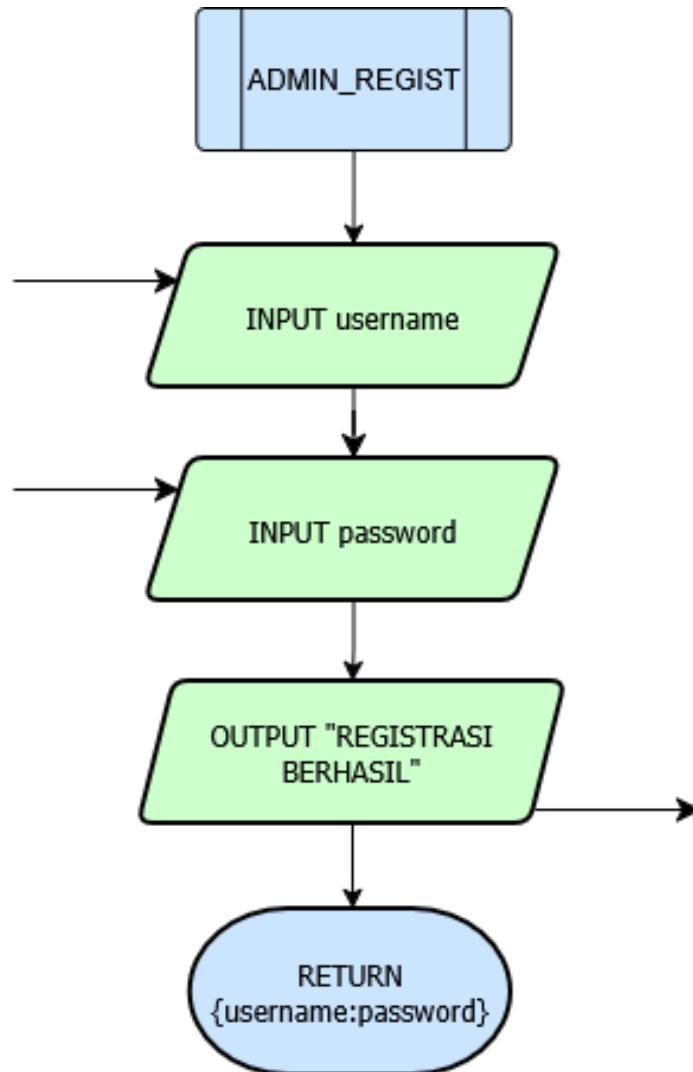 ADMIN_REGIST
INPUT username
INPUT password
OUTPUT "REGISTRASI
BERHASIL"
RETURN
{username:password}